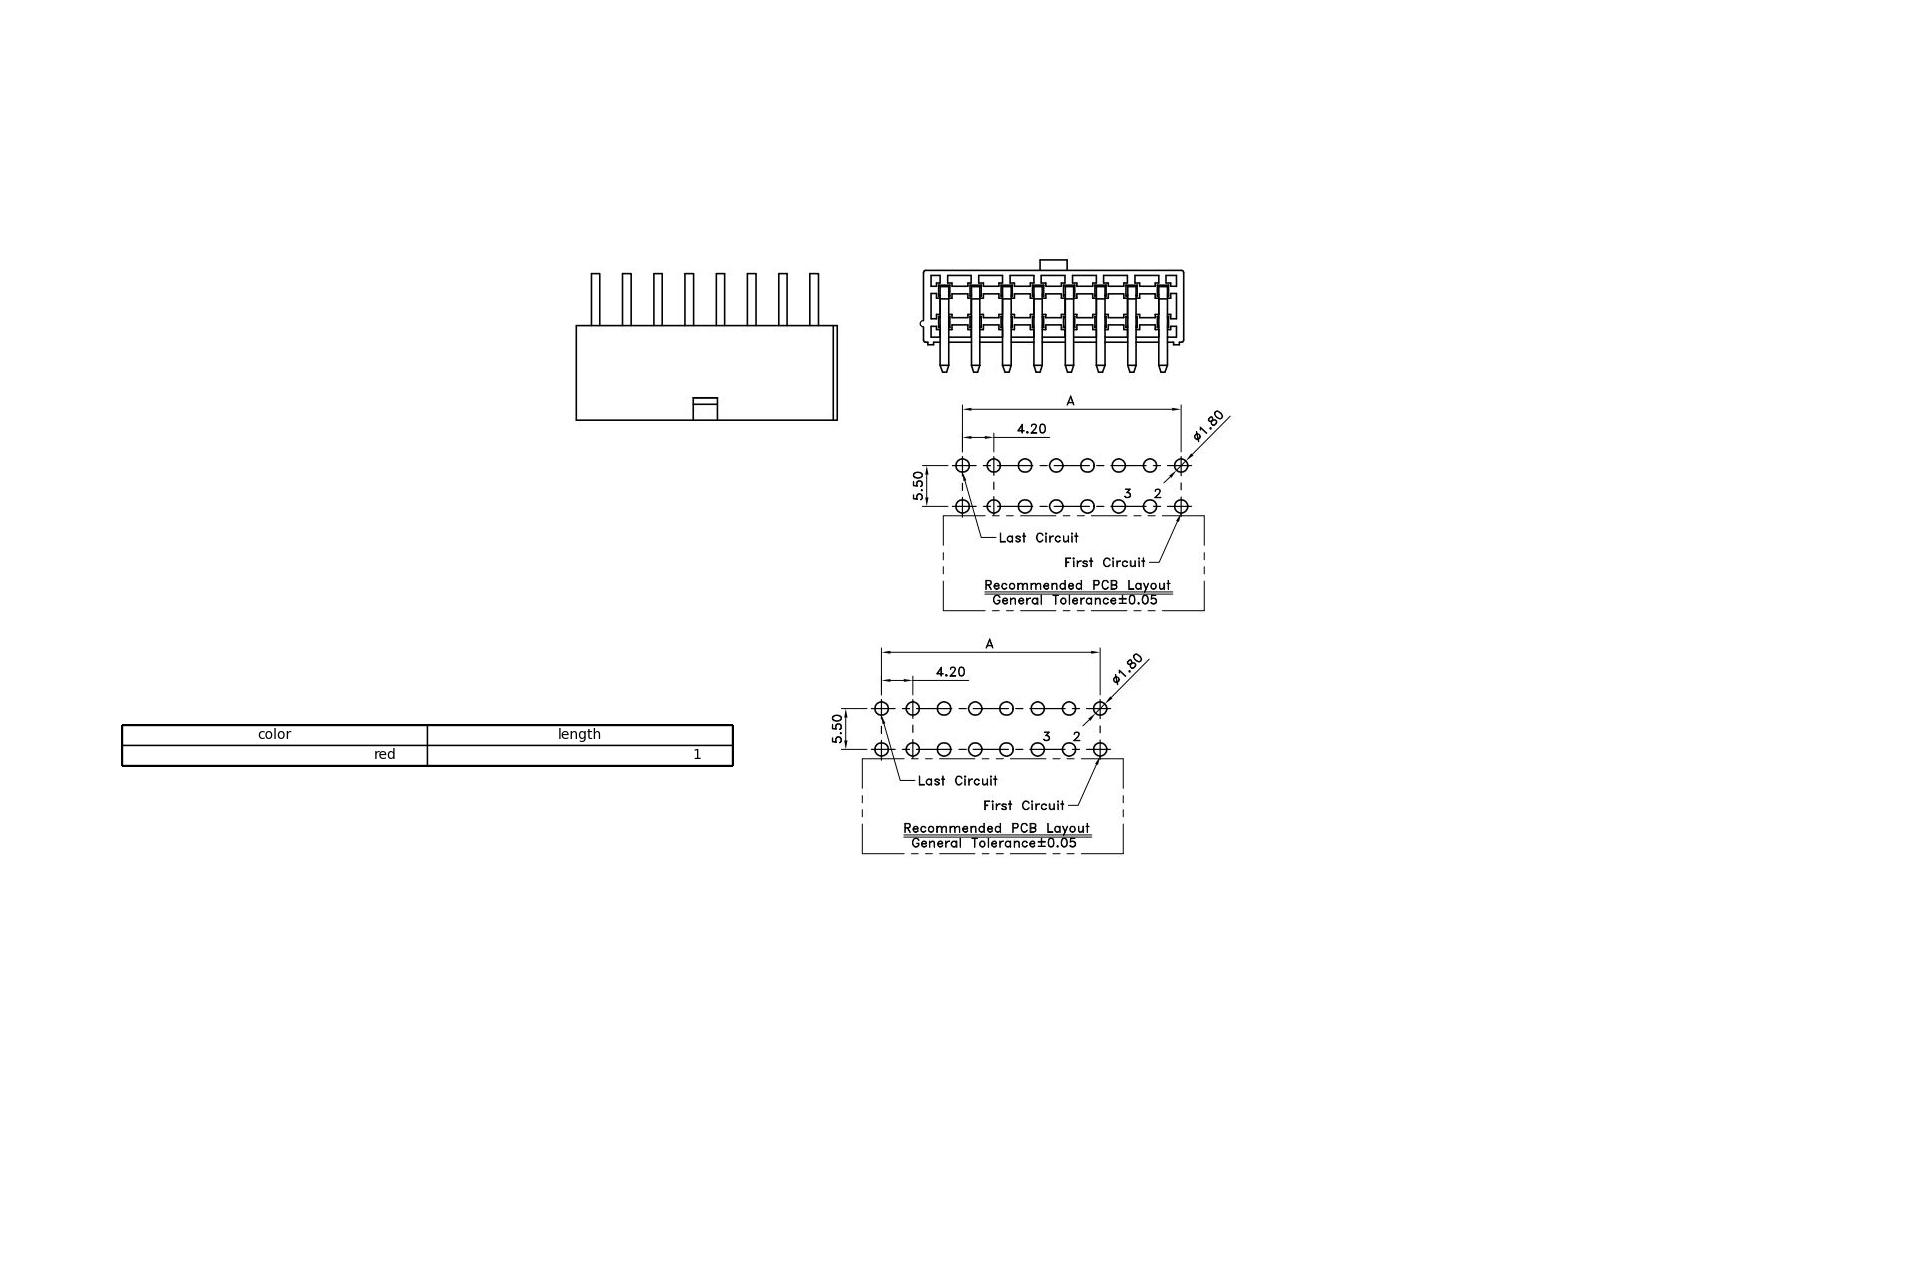 A
4.20
ø1.80
5.50
3 2
Last Circuit
First Circuit
Recommended PCB Layout
General Tolerance±0.05
A
4.20
ø1.80
5.50
3 2
Last Circuit
First Circuit
Recommended PCB Layout
General Tolerance±0.05
color length
red 1